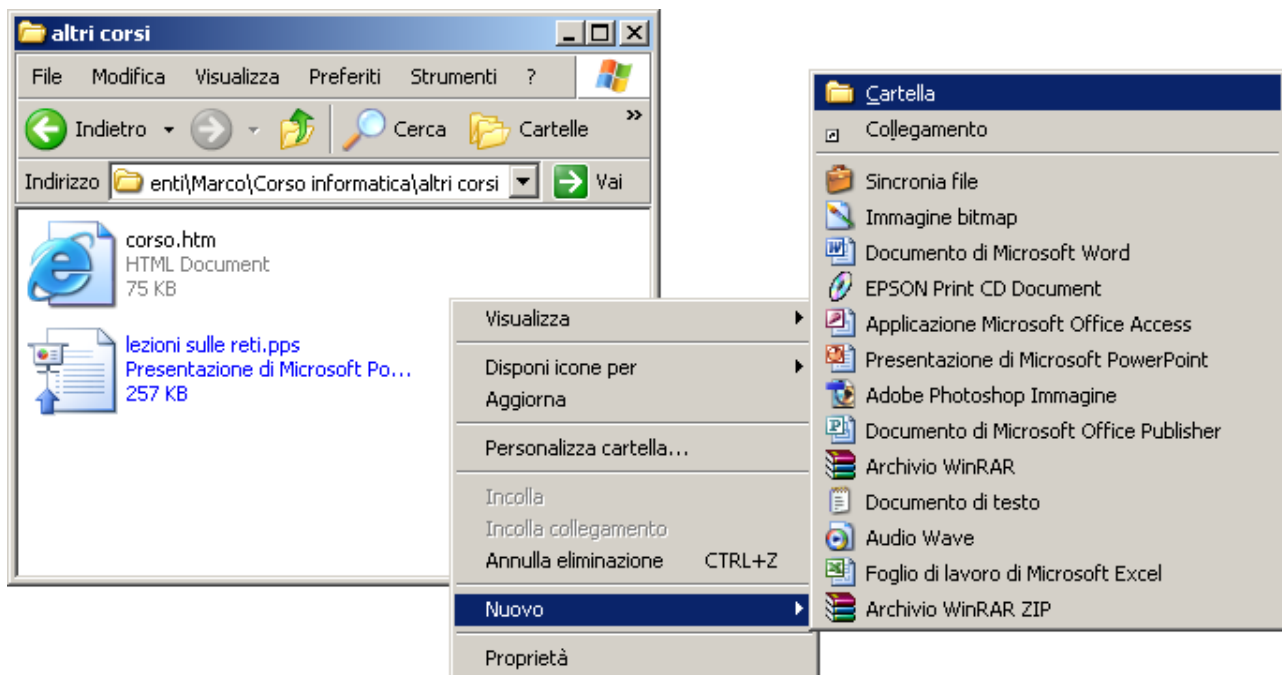 altri corsi
File Modifica Visualizza Preferiti Strumenti ?
Indietro Cerca Cartelle »
Indirizzo enti\Marco\Corso informatica\altri corsi Vai
corso.htm
HTML Document
75 KB
lezioni sulle reti.pps
Presentazione di Microsoft Po...
257 KB
Visualizza
Disponi icone per
Aggiorna
Personalizza cartella...
Incolla
Incolla collegamento
Annulla eliminazione CTRL+Z
Nuovo
Proprietà
Cartella
Collegamento
Sincronia file
Immagine bitmap
Documento di Microsoft Word
EPSON Print CD Document
Applicazione Microsoft Office Access
Presentazione di Microsoft PowerPoint
Adobe Photoshop Immagine
Documento di Microsoft Office Publisher
Archivio WinRAR
Documento di testo
Audio Wave
Foglio di lavoro di Microsoft Excel
Archivio WinRAR ZIP